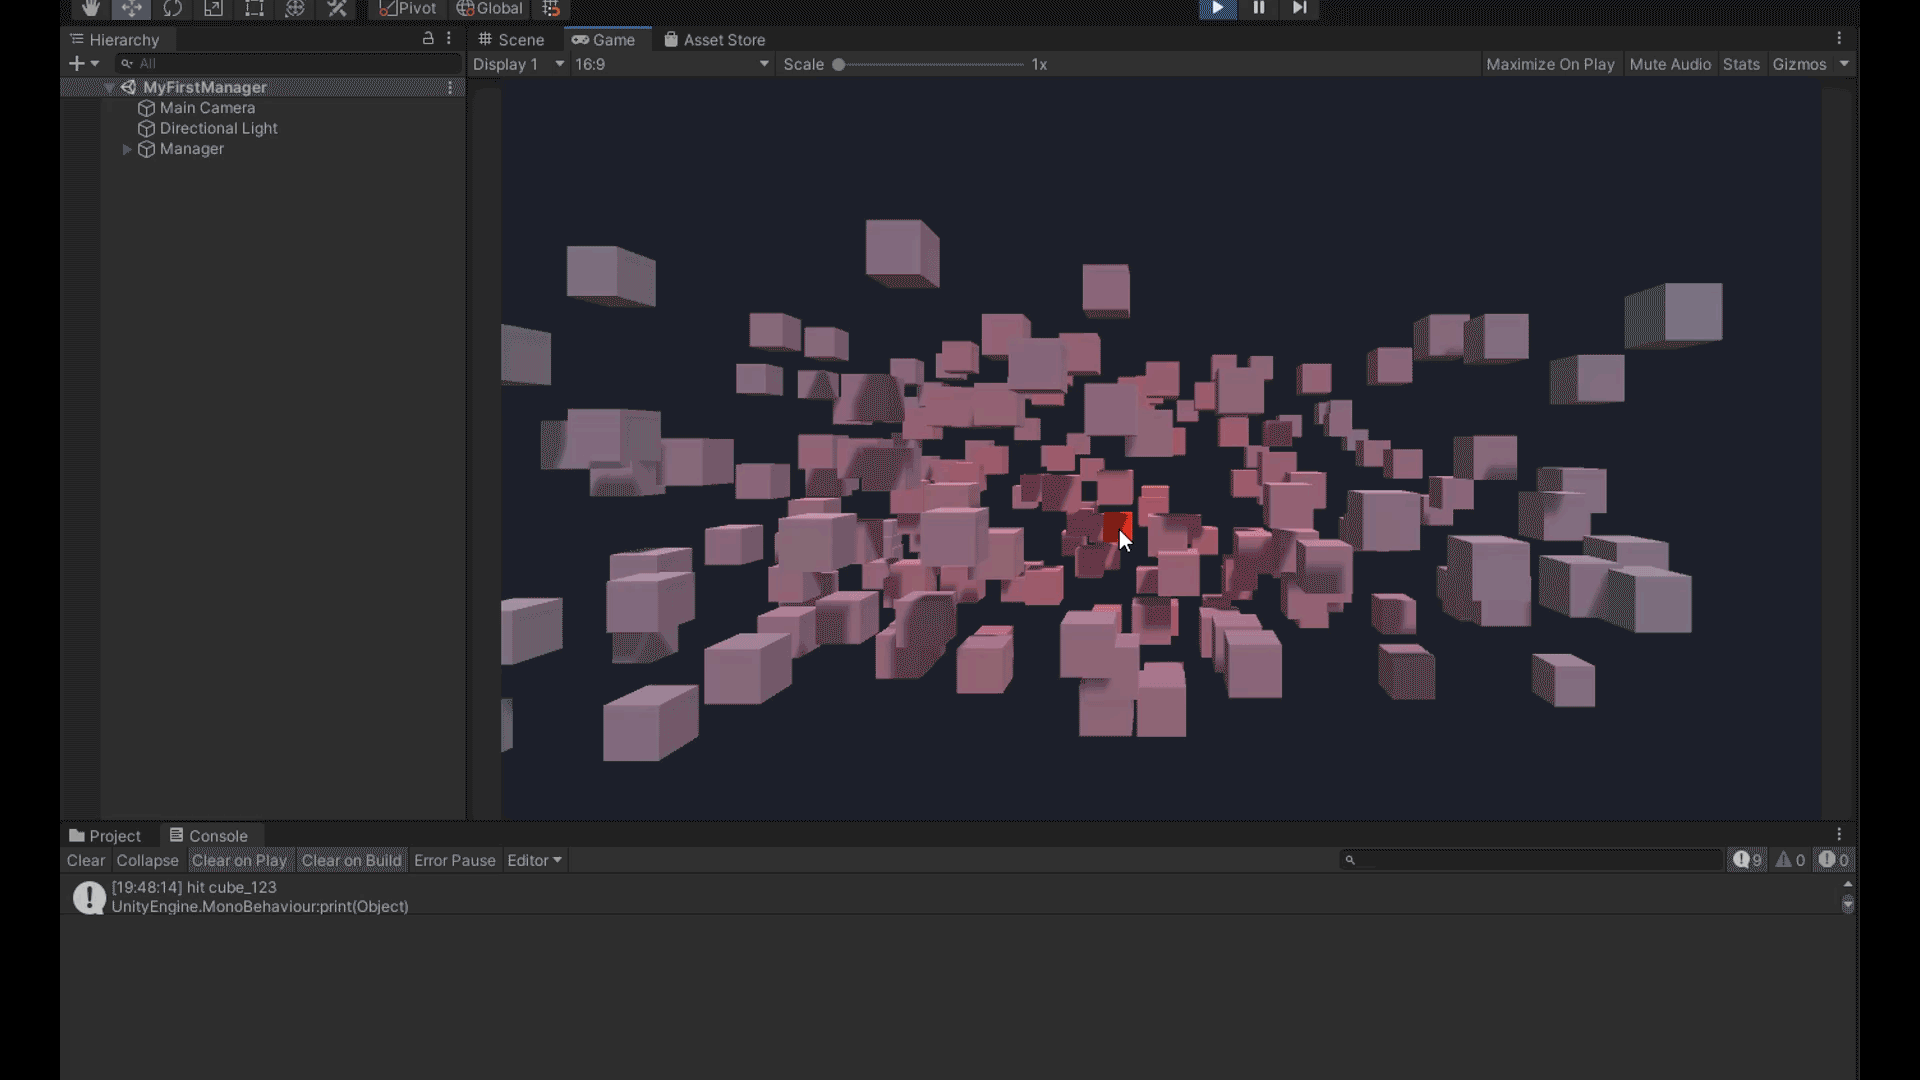 Pivot Global
Hierarchy
All
MyFirstManager
Main Camera
Directional Light
Manager
Scene Game Asset Store
Display 1 16:9 Scale 1x Maximize On Play Mute Audio Stats Gizmos
Project Console
Clear Collapse Clear on Play Clear on Build Error Pause Editor 9 0 0
[19:48:14] hit cube_123
UnityEngine.MonoBehaviour:print(Object)